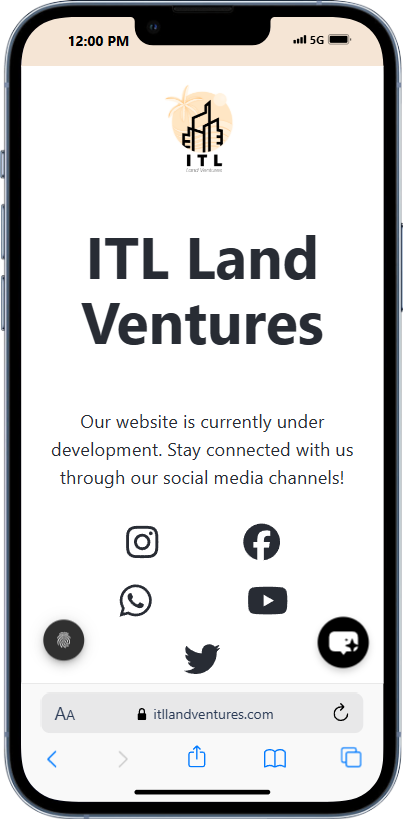 12:00 PM
5G
ITL
Land Ventures
ITL Land
Ventures
Our website is currently under
development. Stay connected with us
through our social media channels!
AA
itllandventures.com